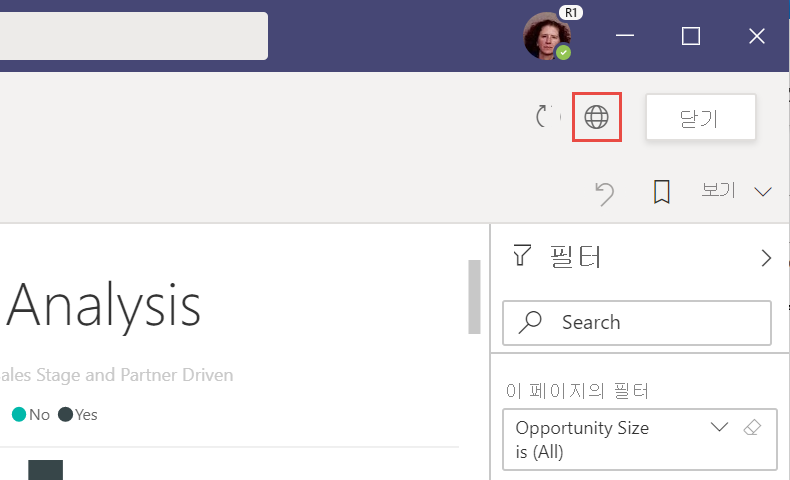 R1
닫기
보기
필터
Analysis
Search
ales Stage and Partner Driven
이 페이지의 필터
No Yes
Opportunity Size
is (All)